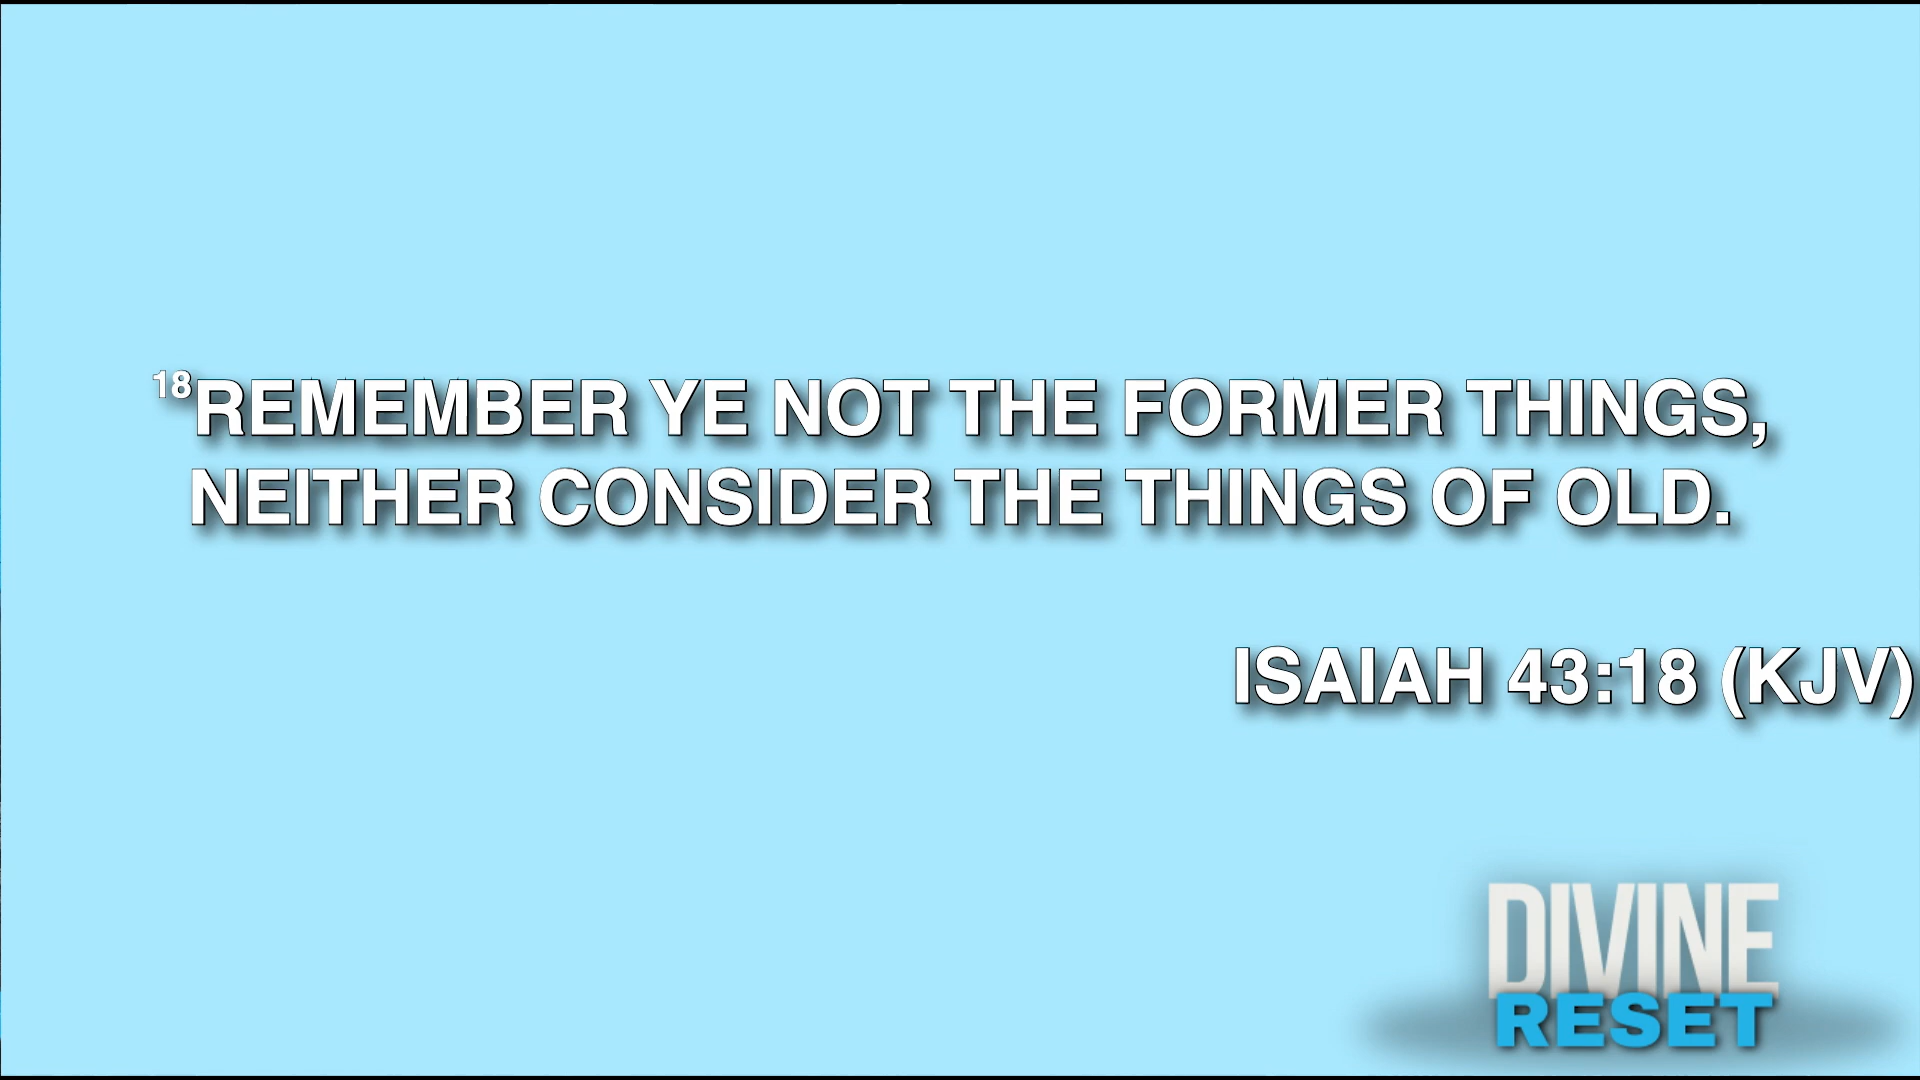 18REMEMBER YE NOT THE FORMER THINGS,
NEITHER CONSIDER THE THINGS OF OLD.
ISAIAH 43:18 (KJV)
DIVINE
RESET